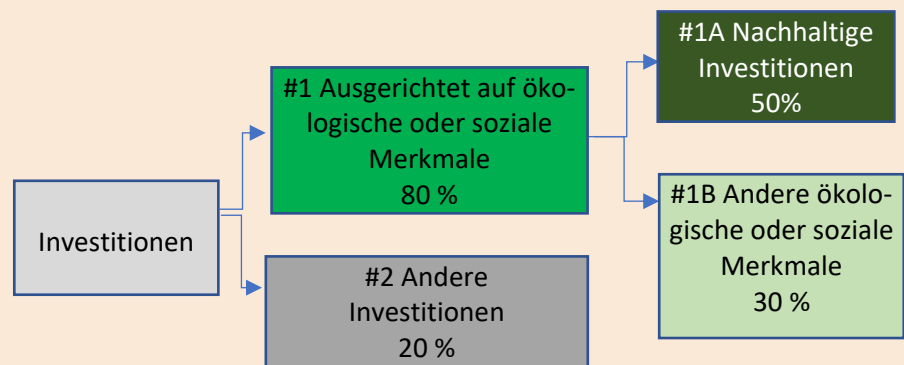 #1A Nachhaltige
Investitionen
50%
#1 Ausgerichtet auf öko-
logische oder soziale
Merkmale
80 %
#1B Andere ökolo-
gische oder soziale
Merkmale
30 %
Investitionen
#2 Andere
Investitionen
20 %